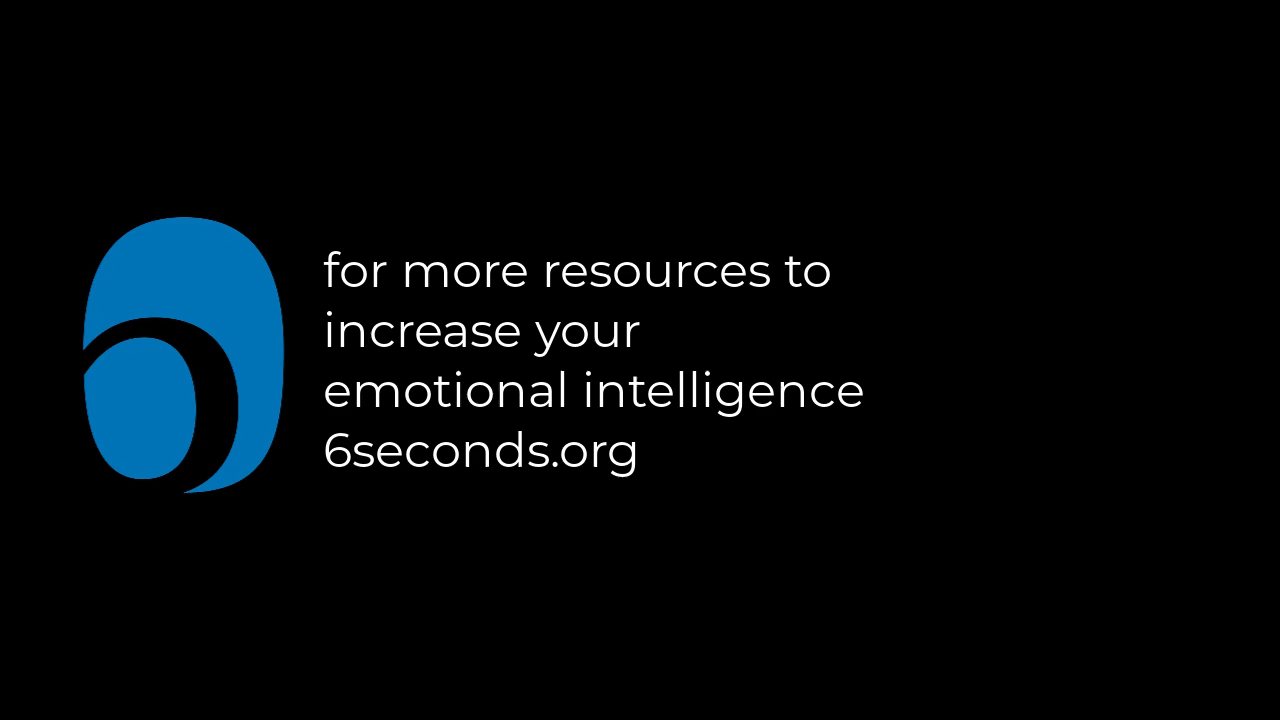 for more resources to
increase your
emotional intelligence
6seconds.org